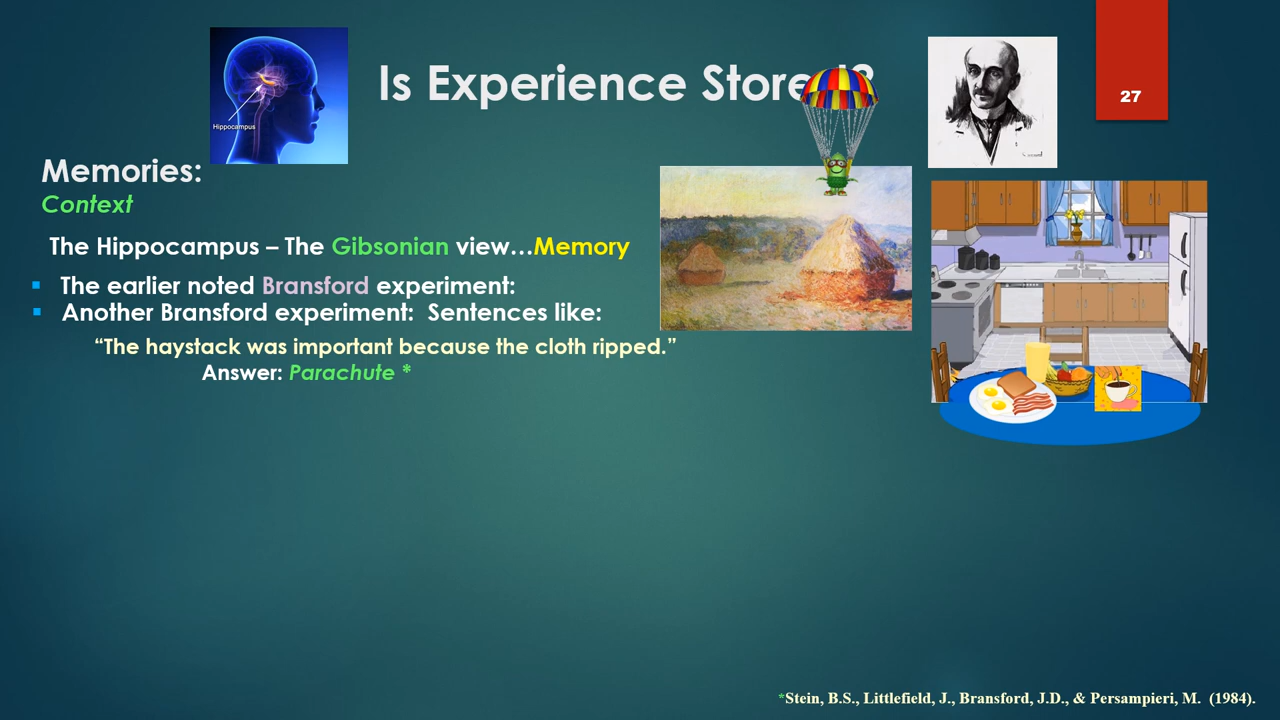 Is Experience Stored?
27
Hippocampus
Memories:
Context
The Hippocampus – The Gibsonian view…Memory
▪ The earlier noted Bransford experiment:
▪ Another Bransford experiment:  Sentences like:
“The haystack was important because the cloth ripped.”
Answer: Parachute *
*Stein, B.S., Littlefield, J., Bransford, J.D., & Persampieri, M.  (1984).